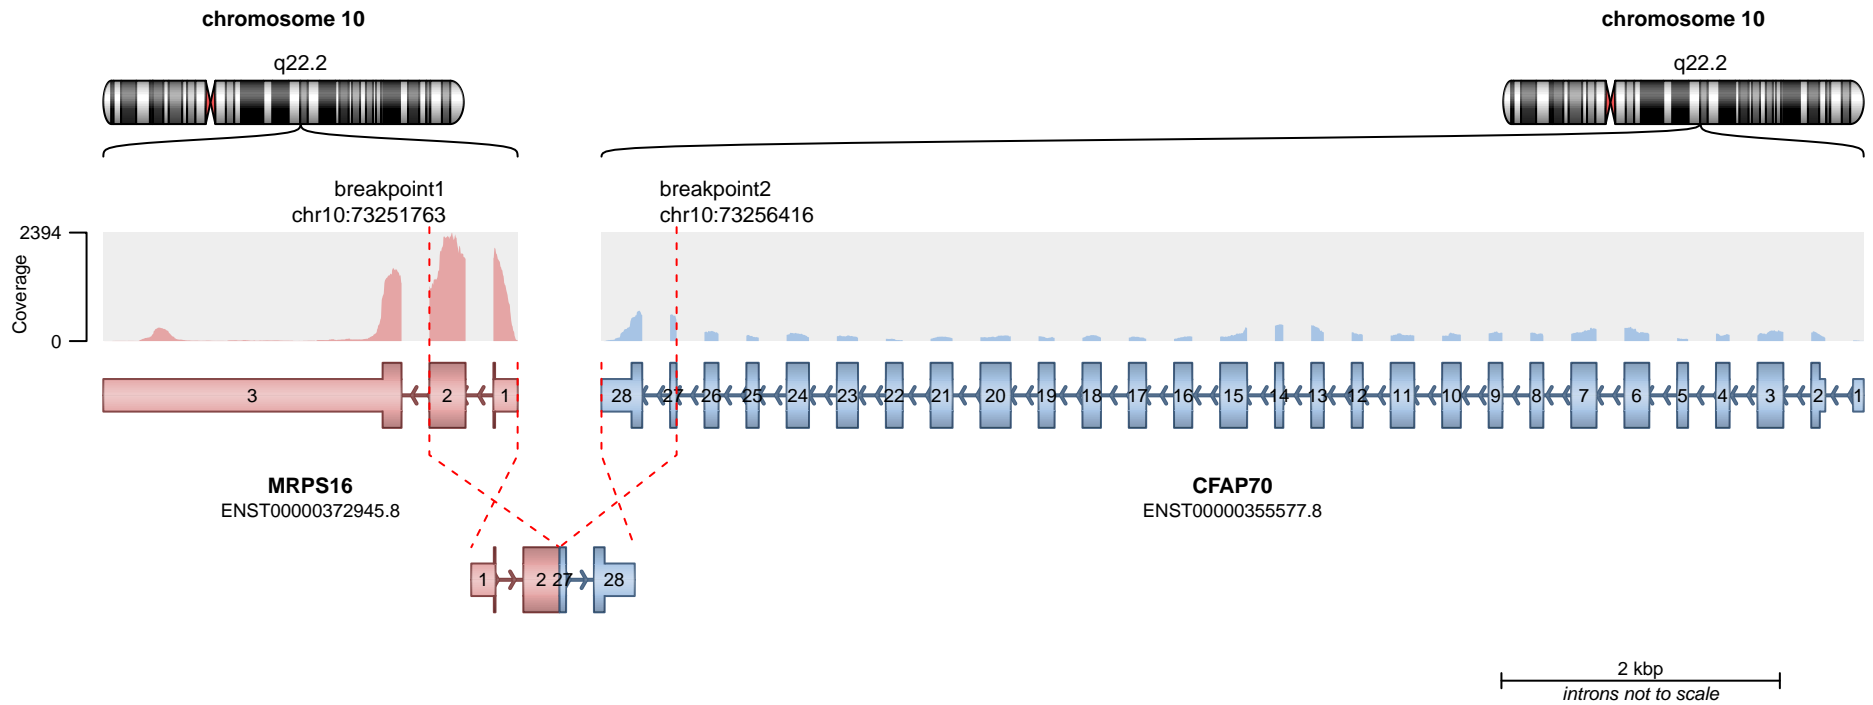 chromosome 10
chromosome 10
q22.2
q22.2
breakpoint1
chr10:73251763
breakpoint2
chr10:73256416
2394
Coverage
0
3 2 1
28 27 26 25 24 23 22 21 20 19 18 17 16 15 14 13 12 11 10 9 8 7 6 5 4 3 2 1
MRPS16
ENST00000372945.8
CFAP70
ENST00000355577.8
1 2 27 28
2 kbp
introns not to scale